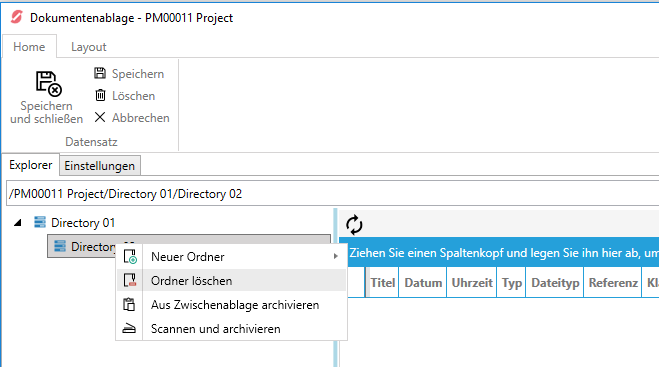 Dokumentenablage - PM00011 Project
Home Layout
Speichern
und schließen
Speichern
Löschen
Abbrechen
Datensatz
Explorer Einstellungen
/PM00011 Project/Directory 01/Directory 02
Directory 01
Directory
Neuer Ordner
Ordner löschen
Aus Zwischenablage archivieren
Scannen und archivieren
Ziehen Sie einen Spaltenkopf und legen Sie ihn hier ab, um
Titel Datum Uhrzeit Typ Dateityp Referenz Kl